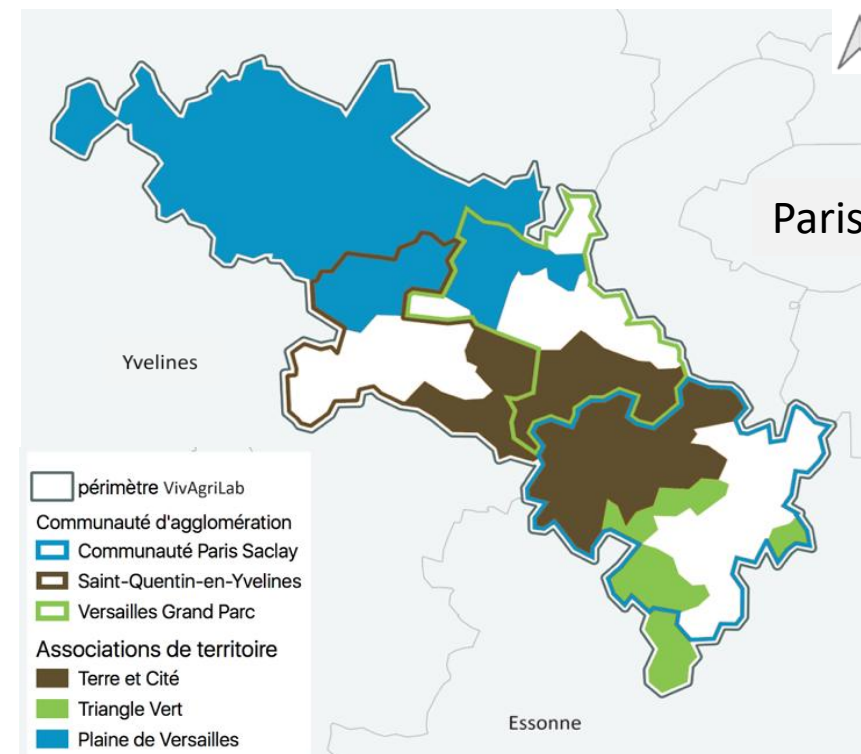 Paris
Yvelines
périmètre VivAgriLab
Communauté d'agglomération
Communauté Paris Saclay
Saint-Quentin-en-Yvelines
Versailles Grand Parc
Associations de territoire
Terre et Cité
Triangle Vert
Plaine de Versailles
Essonne